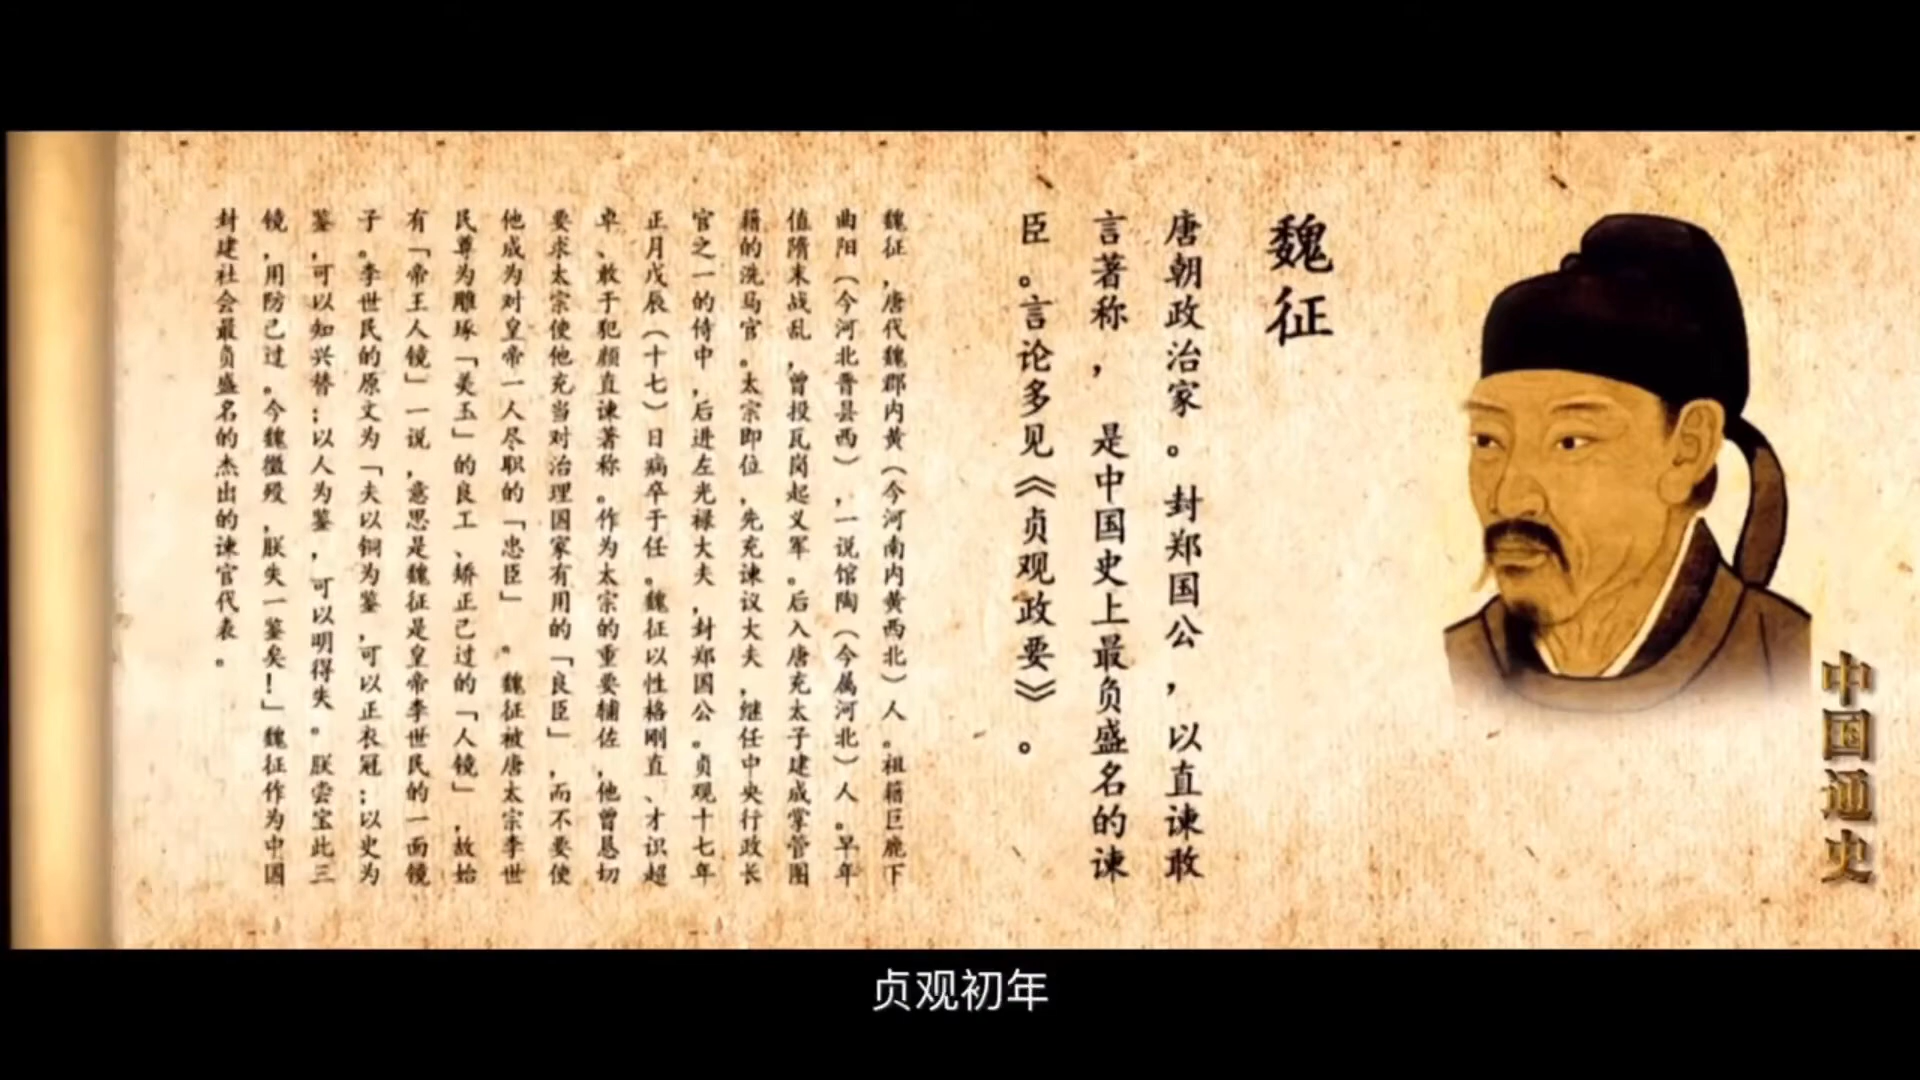 魏征
唐朝政治家。封郑国公，以直谏敢
言著称，是中国史上最负盛名的谏
臣。言论多见《贞观政要》。
魏征，唐代魏郡内黄（今河南内黄西北）人。祖籍巨鹿下
曲阳（今河北晋县西），一说馆陶（今属河北）人。早年
值隋末战乱，曾投瓦岗起义军。后入唐充太子建成掌管图
籍的洗马官。太宗即位，先充谏议大夫，继任中央行政长
官之一的侍中，后进左光禄大夫，封郑国公。贞观十七年
正月戊辰（十七）日病卒于任。魏征以性格刚直、才识超
卓、敢于犯颜直谏著称。作为太宗的重要辅佐，他曾恳切
要求太宗使他充当对治理国家有用的「良臣」，而不要使
他成为对皇帝一人尽职的「忠臣」。魏征被唐太宗李世
民尊为雕琢「美玉」的良工、矫正己过的「人镜」，故始
有「帝王人镜」一说，意思是魏征是皇帝李世民的一面镜
子。李世民的原文为「夫以铜为鉴，可以正衣冠；以史为
鉴，可以知兴替；以人为鉴，可以明得失。朕尝宝此三
镜，用防己过。今魏徵殁，朕失一鉴矣！」魏征作为中国
封建社会最负盛名的杰出的谏官代表。
中国通史
贞观初年